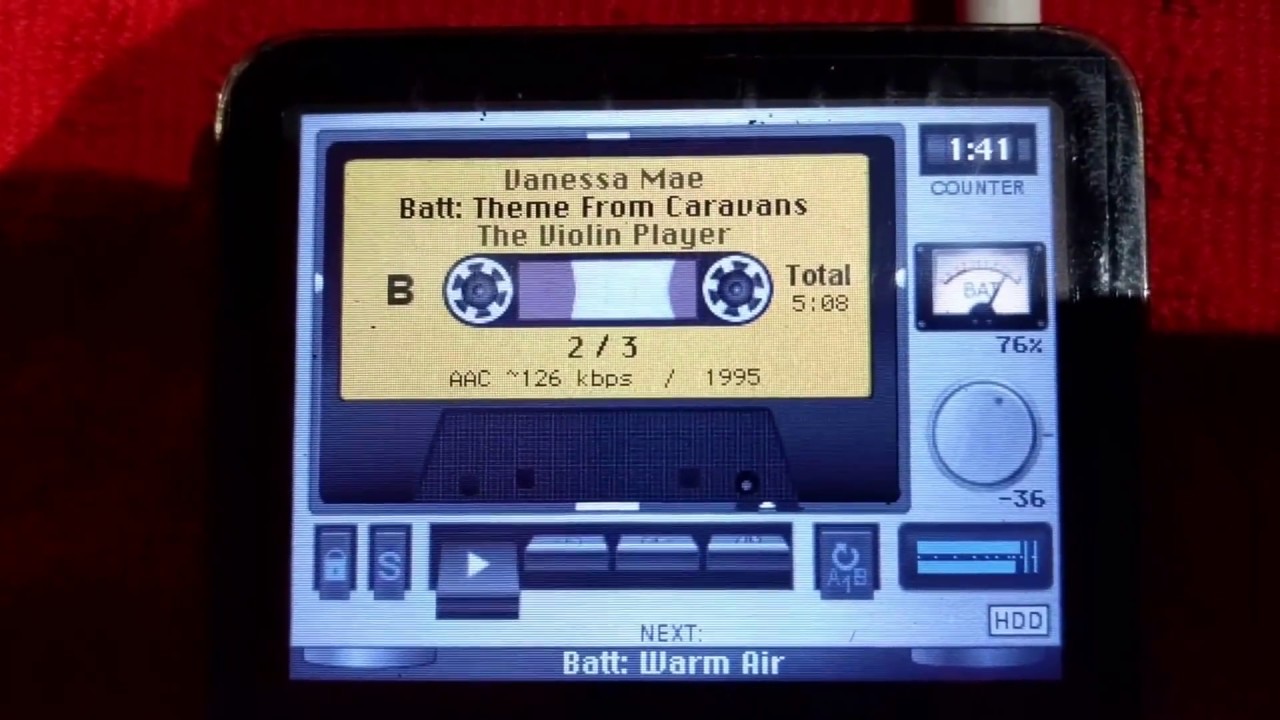 Vanessa Mae
Batt: Theme From Caravans
The Violin Player
B
Total
5:08
2 / 3
AAC ~126 kbps / 1995
1:41
COUNTER
BAT
76%
-36
S
A B
HDD
NEXT: /
Batt: Warm Air